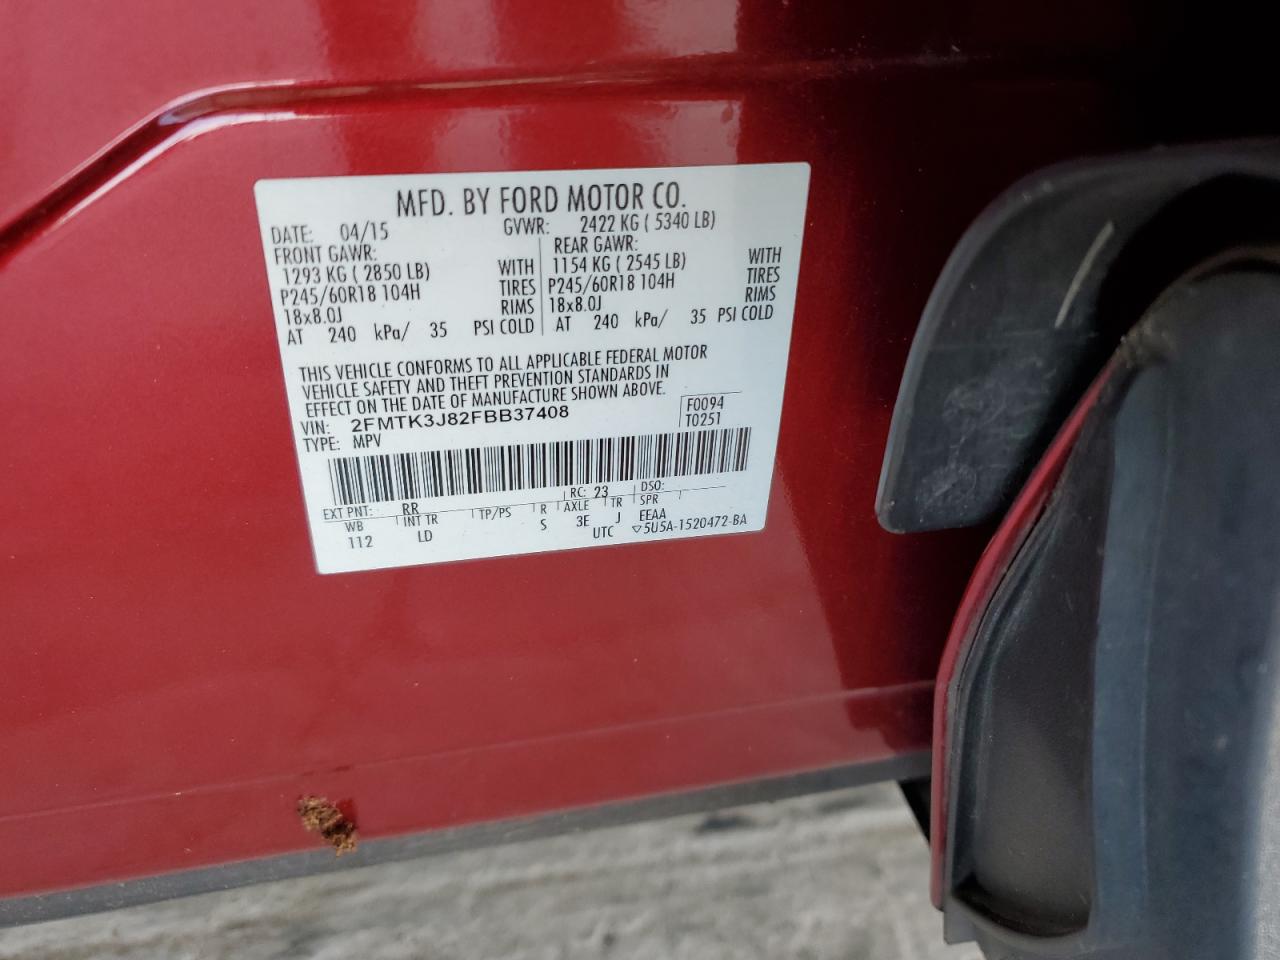 MFD. BY FORD MOTOR CO.
DATE: 04/15 GVWR: 2422 KG ( 5340 LB)
FRONT GAWR: REAR GAWR:
1293 KG ( 2850 LB) WITH 1154 KG ( 2545 LB) WITH
P245/60R18 104H TIRES P245/60R18 104H TIRES
18x8.0J RIMS 18x8.0J RIMS
AT 240 kPa/ 35 PSI COLD AT 240 kPa/ 35 PSI COLD
THIS VEHICLE CONFORMS TO ALL APPLICABLE FEDERAL MOTOR
VEHICLE SAFETY AND THEFT PREVENTION STANDARDS IN
EFFECT ON THE DATE OF MANUFACTURE SHOWN ABOVE.
VIN: 2FMTK3J82FBB37408 F0094
TYPE: MPV T0251
EXT PNT: RR RC: 23 DSO:
WB INT TR TP/PS R AXLE TR SPR
112 LD S 3E J EEAA
UTC ▽5U5A-1520472-BA